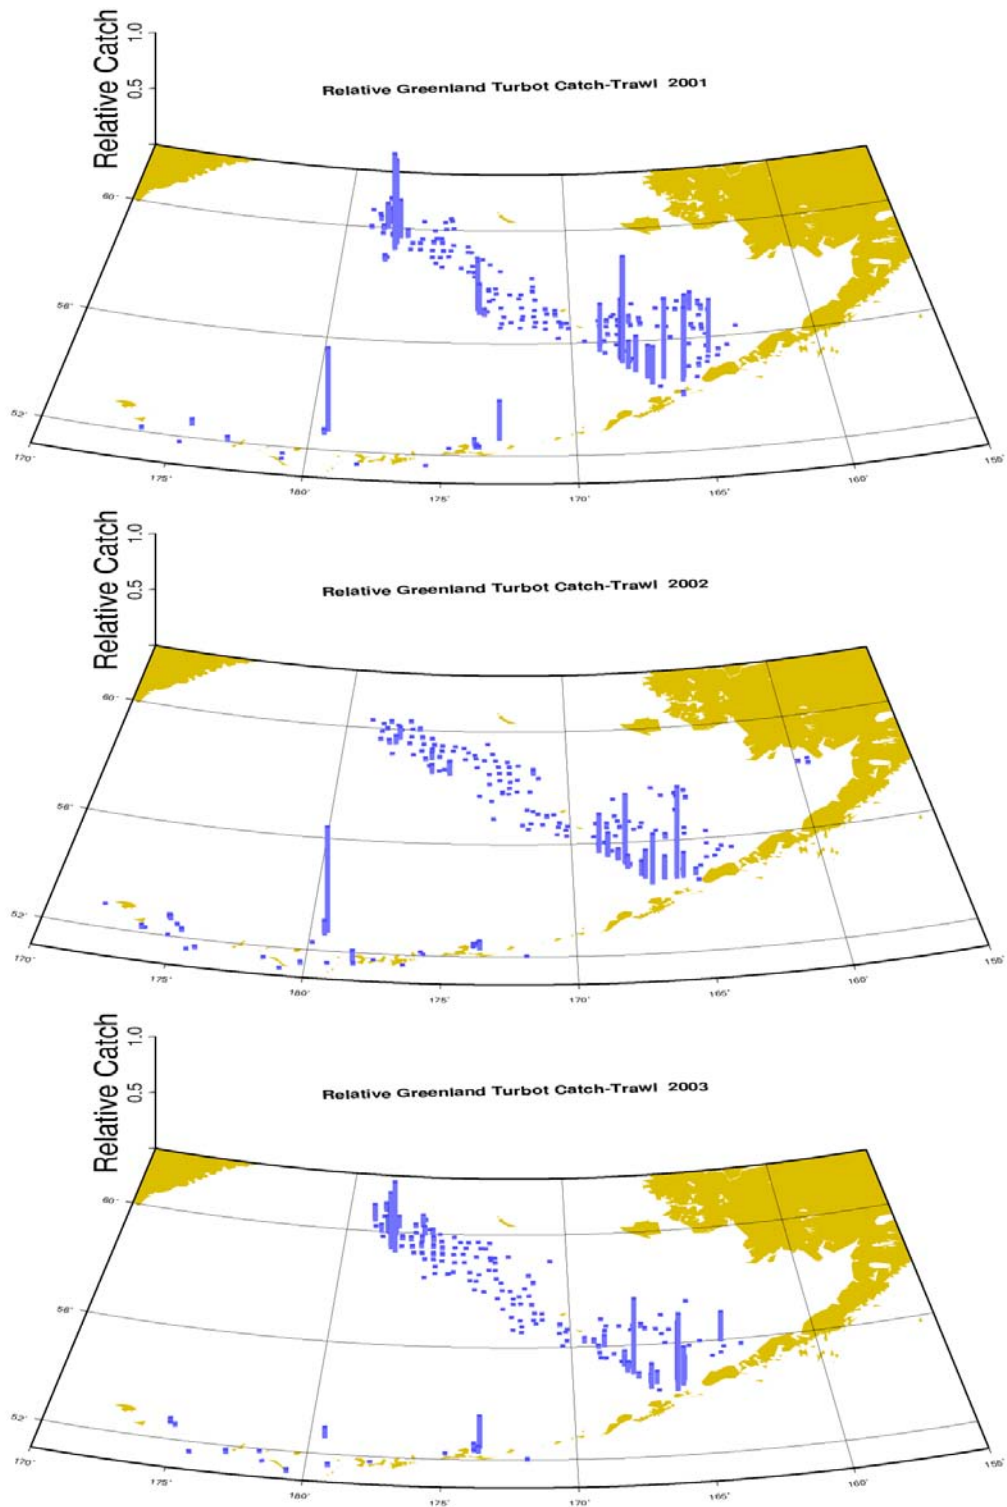 Relative Catch
0.5 1.0
Relative Greenland Turbot Catch-Trawl 2001
60°
56°
52°
170° 175° 180° 175° 170° 165° 160° 155°
Relative Catch
0.5 1.0
Relative Greenland Turbot Catch-Trawl 2002
60°
56°
52°
170° 175° 180° 175° 170° 165° 160° 155°
Relative Catch
0.5 1.0
Relative Greenland Turbot Catch-Trawl 2003
60°
56°
52°
170° 175° 180° 175° 170° 165° 160° 155°